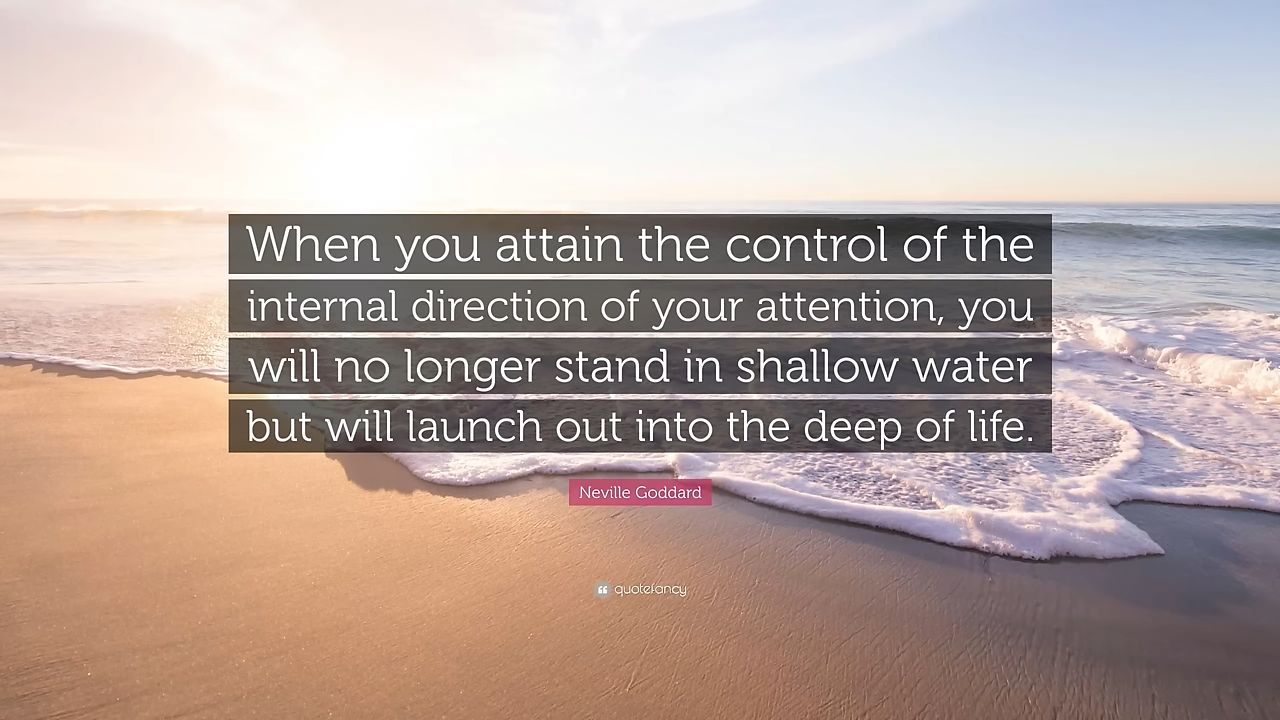 When you attain the control of the
internal direction of your attention, you
will no longer stand in shallow water
but will launch out into the deep of life.
Neville Goddard
quotefancy